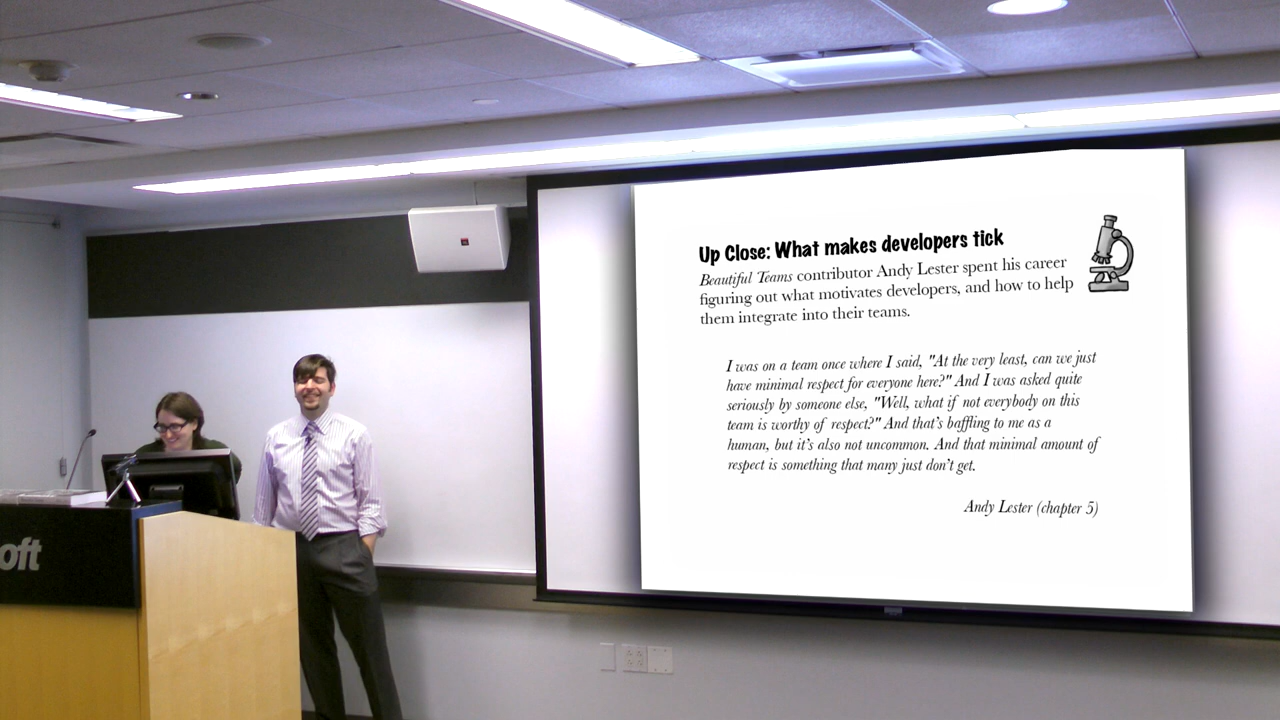 Up Close: What makes developers tick
Beautiful Teams contributor Andy Lester spent his career
figuring out what motivates developers, and how to help
them integrate into their teams.
I was on a team once where I said, "At the very least, can we just
have minimal respect for everyone here?" And I was asked quite
seriously by someone else, "Well, what if not everybody on this
team is worthy of respect?" And that's baffling to me as a
human, but it's also not uncommon. And that minimal amount of
respect is something that many just don't get.
Andy Lester (chapter 5)
oft